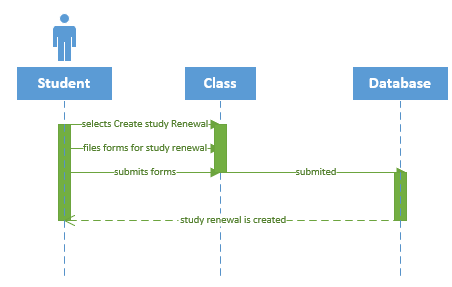 Student
Class
Database
selects Create study Renewal
files forms for study renewal
submits forms
submited
study renewal is created